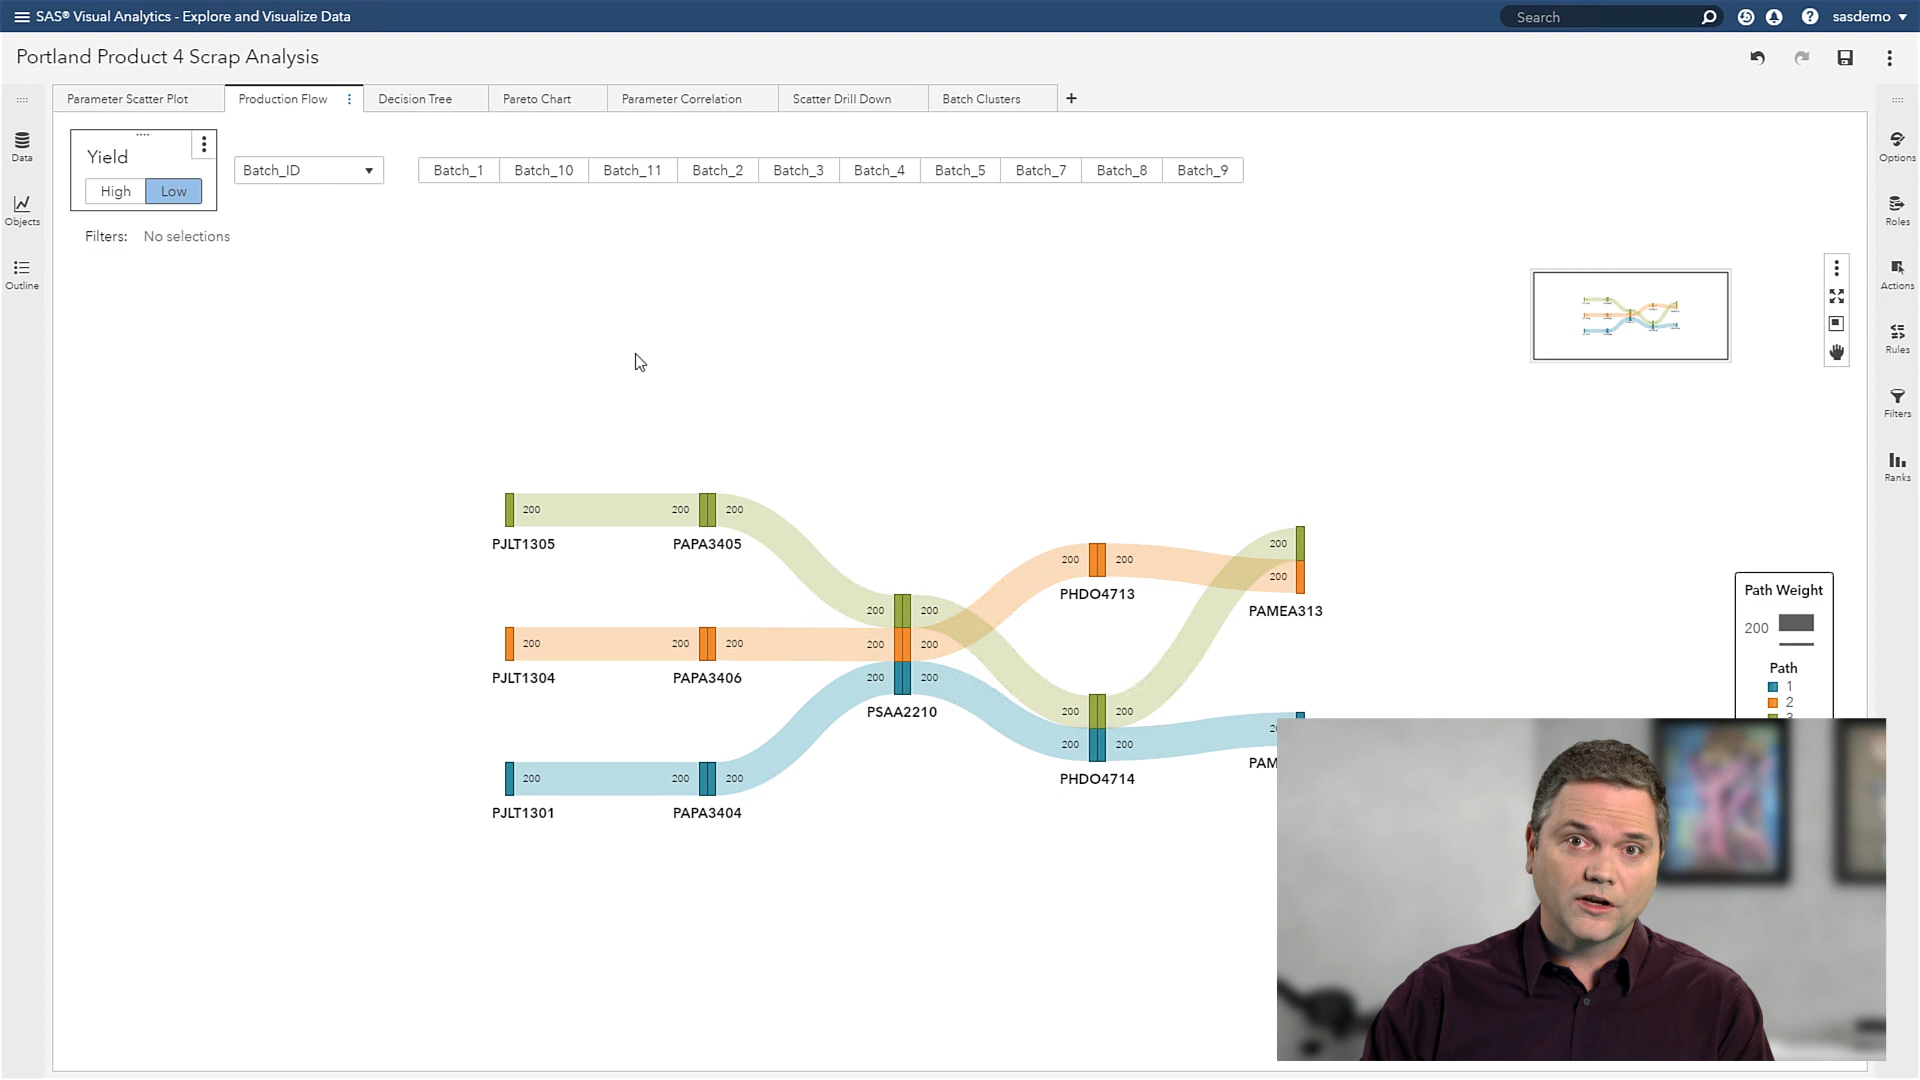 SAS® Visual Analytics - Explore and Visualize Data
Search
sasdemo
Portland Product 4 Scrap Analysis
Parameter Scatter Plot
Production Flow
Decision Tree
Pareto Chart
Parameter Correlation
Scatter Drill Down
Batch Clusters
+
Data
Objects
Outline
Options
Roles
Actions
Rules
Filters
Ranks
Yield
High
Low
Batch_ID
Batch_1
Batch_10
Batch_11
Batch_2
Batch_3
Batch_4
Batch_5
Batch_7
Batch_8
Batch_9
Filters: No selections
200 200 200
PJLT1305 PAPA3405
200 200 200
PJLT1304 PAPA3406
200 200 200
PJLT1301 PAPA3404
200 200
200 200
200 200
PSAA2210
200 200
PHDO4713
200 200
200 200
PHDO4714
200
200
PAMEA313
PAM
Path Weight
200
Path
1
2